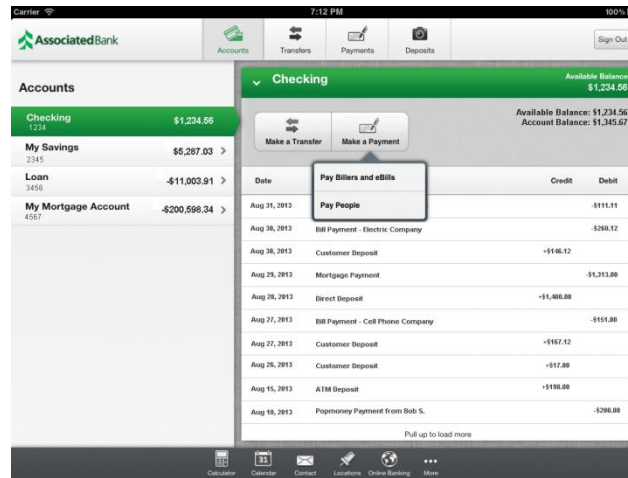 Carrier 7:12 PM 100%
AssociatedBank Accounts Transfers Payments Deposits Sign Out
Accounts
Checking $1,234.56
1234
My Savings $5,287.03
2345
Loan -$11,003.91
3456
My Mortgage Account -$200,598.34
4567
Checking Available Balance
$1,234.56
Make a Transfer Make a Payment
Available Balance: $1,234.56
Account Balance: $1,345.67
Pay Billers and eBills
Pay People
Date Credit Debit
Aug 31, 2013 -$111.11
Aug 30, 2013 Bill Payment - Electric Company -$260.12
Aug 30, 2013 Customer Deposit +$146.12
Aug 29, 2013 Mortgage Payment -$1,313.00
Aug 28, 2013 Direct Deposit +$1,400.00
Aug 27, 2013 Bill Payment - Cell Phone Company -$151.00
Aug 27, 2013 Customer Deposit +$167.12
Aug 26, 2013 Customer Deposit +$17.00
Aug 15, 2013 ATM Deposit +$198.00
Aug 10, 2013 Popmoney Payment from Bob S. -$200.00
Pull up to load more
31
Calculator Calendar Contact Locations Online Banking More